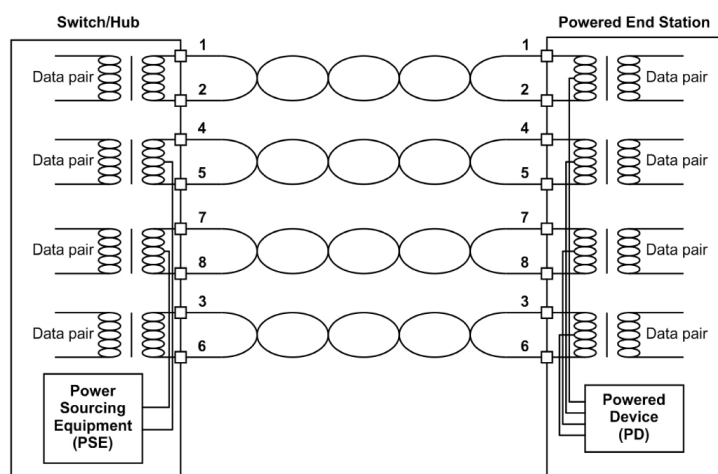 Switch/Hub
Powered End Station
1
1
Data pair
Data pair
2
2
4
4
Data pair
Data pair
5
5
7
7
Data pair
Data pair
8
8
3
3
Data pair
Data pair
6
6
Power
Sourcing
Equipment
(PSE)
Powered
Device
(PD)